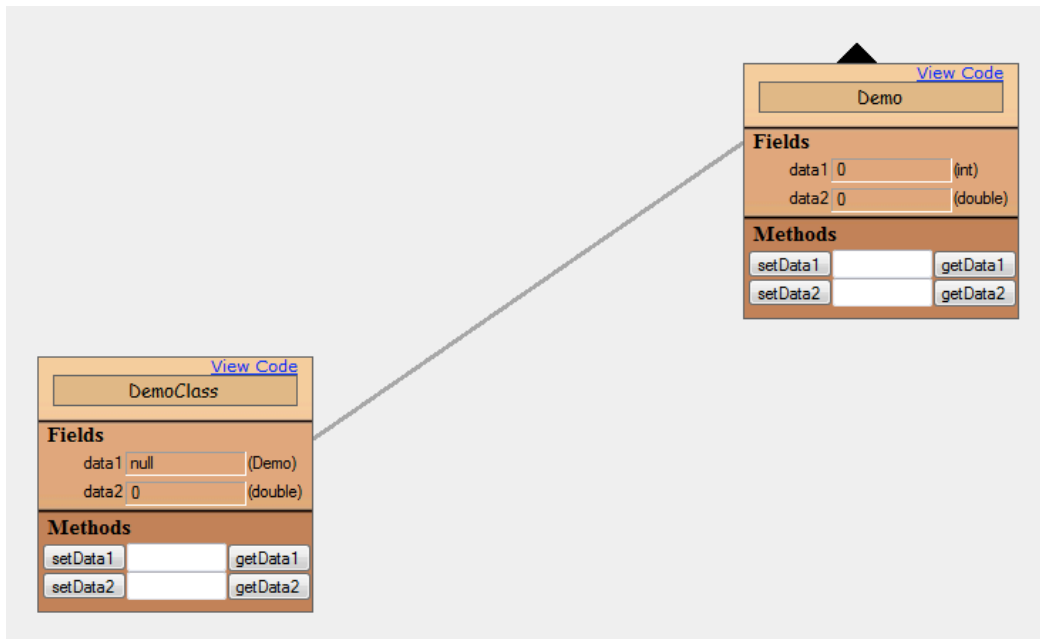 View Code
Demo
Fields
data1 0 (int)
data2 0 (double)
Methods
setData1 getData1
setData2 getData2
View Code
DemoClass
Fields
data1 null (Demo)
data2 0 (double)
Methods
setData1 getData1
setData2 getData2